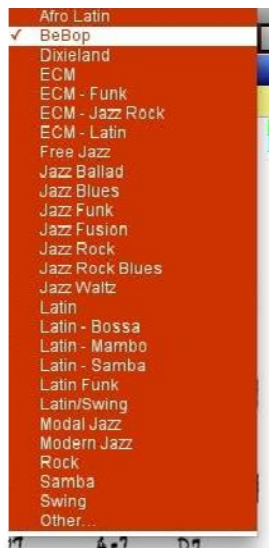 Afro Latin
✓ BeBop
Dixieland
ECM
ECM - Funk
ECM - Jazz Rock
ECM - Latin
Free Jazz
Jazz Ballad
Jazz Blues
Jazz Funk
Jazz Fusion
Jazz Rock
Jazz Rock Blues
Jazz Waltz
Latin
Latin - Bossa
Latin - Mambo
Latin - Samba
Latin Funk
Latin/Swing
Modal Jazz
Modern Jazz
Rock
Samba
Swing
Other...